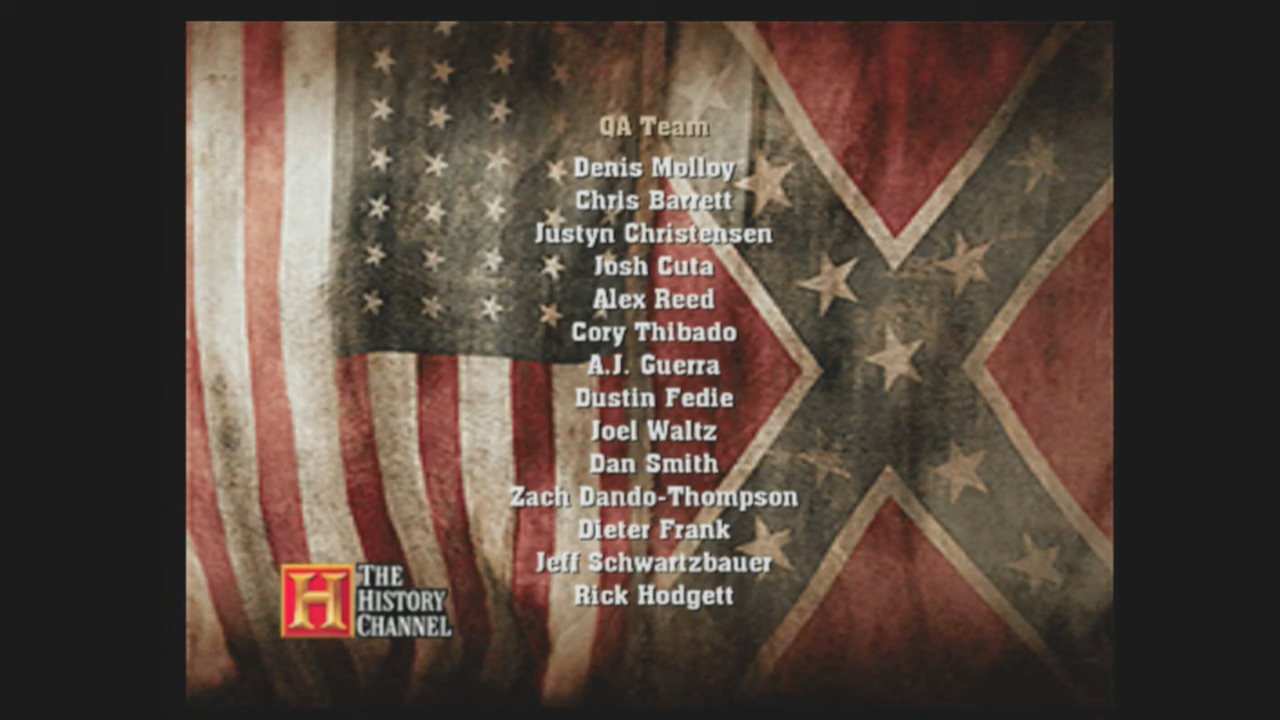 QA Team
Denis Molloy
Chris Barrett
Justyn Christensen
Josh Cuta
Alex Reed
Cory Thibado
A.J. Guerra
Dustin Fedie
Joel Waltz
Dan Smith
Zach Dando-Thompson
Dieter Frank
Jeff Schwartzbauer
Rick Hodgett
H THE
HISTORY
CHANNEL